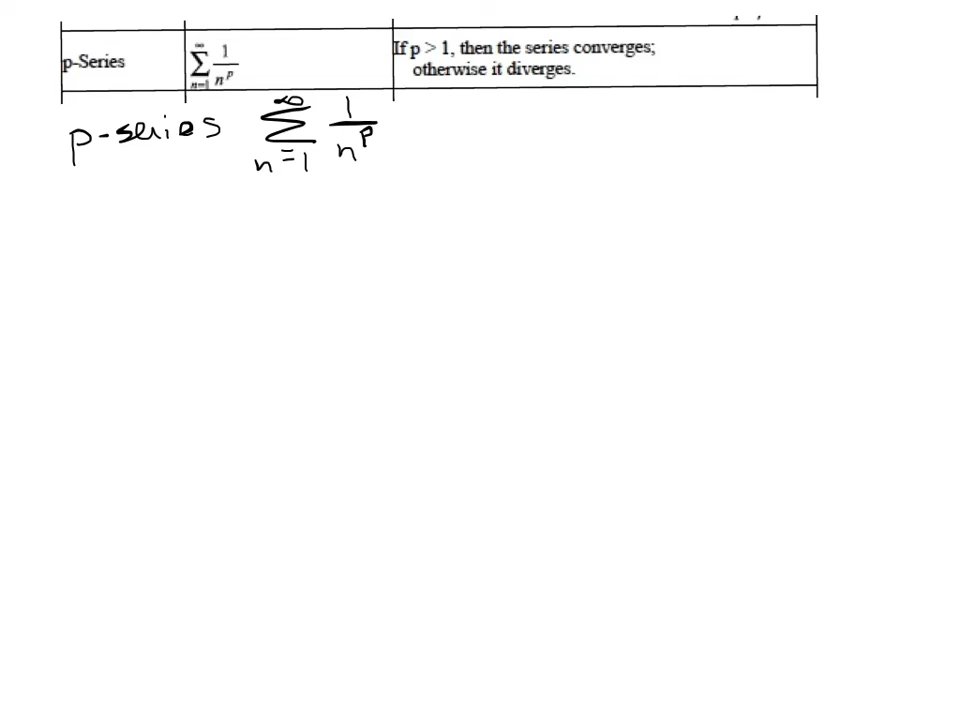 p-Series
∞ Σ n=1 1/n^p
If p > 1, then the series converges;
otherwise it diverges.
p-series ∞ Σ n=1 1/n^p